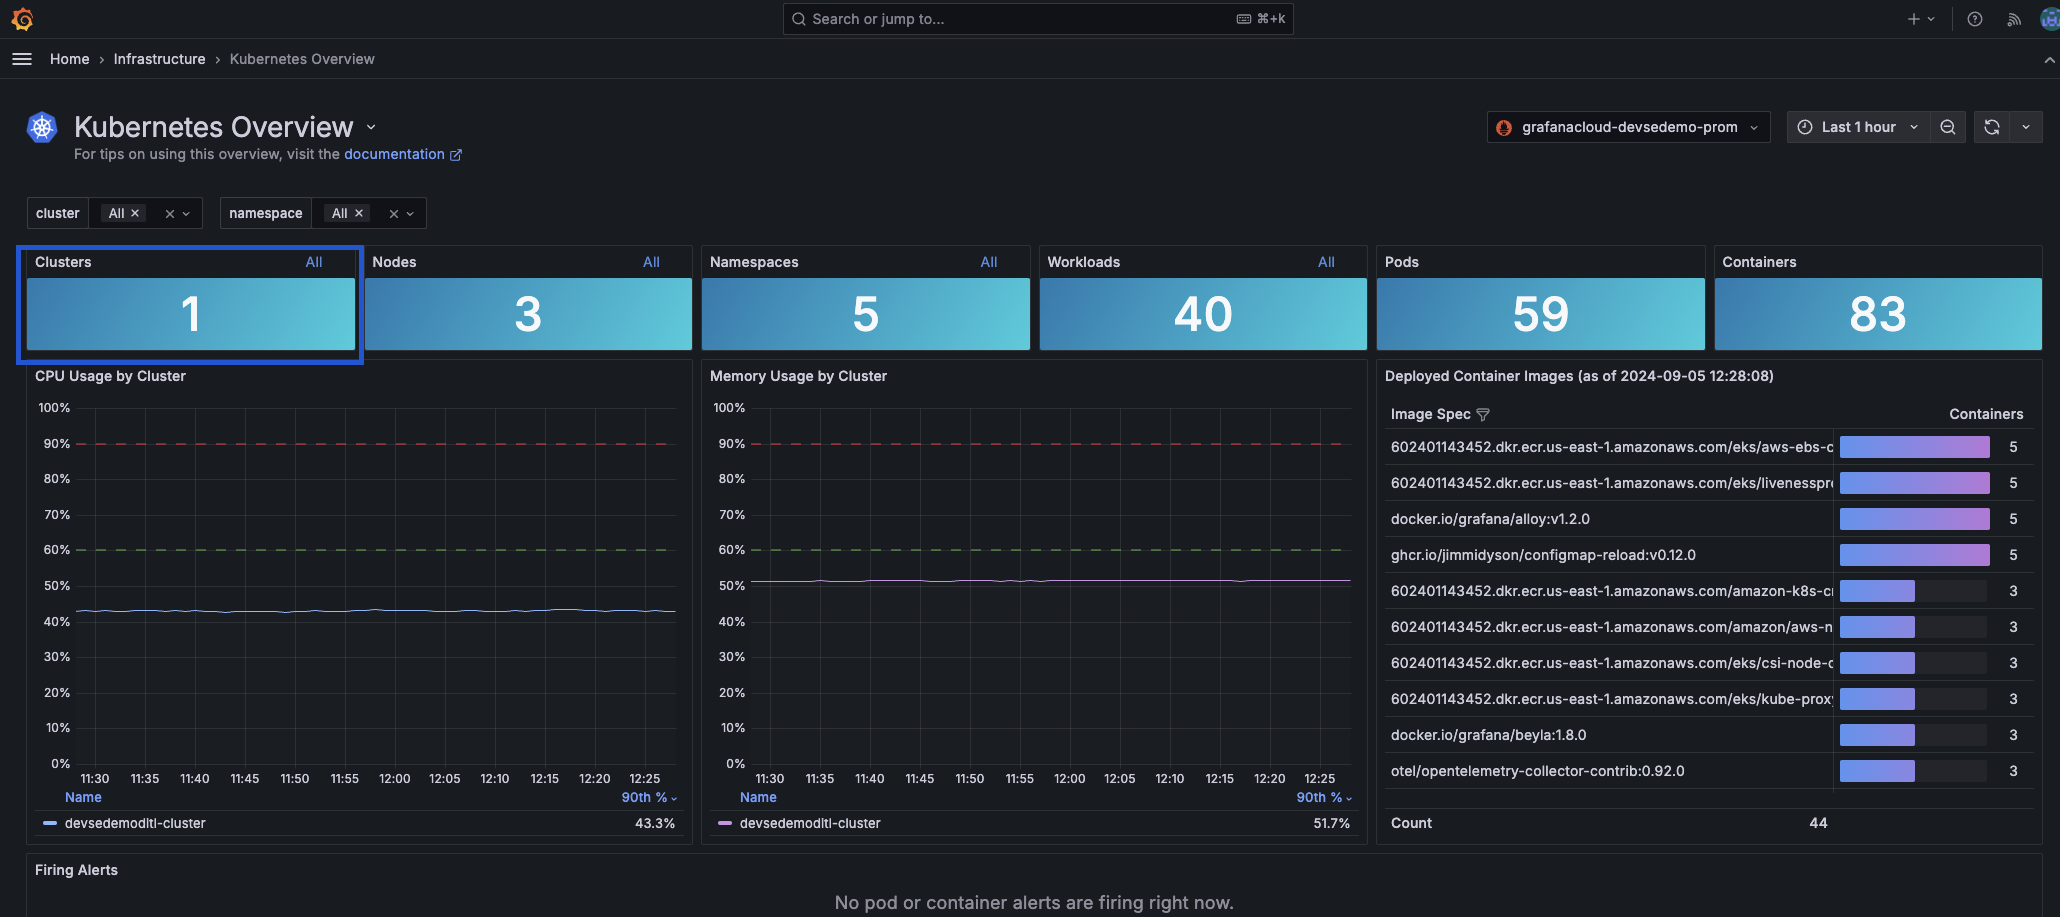 Search or jump to...
⌘+k
Home › Infrastructure › Kubernetes Overview
Kubernetes Overview
For tips on using this overview, visit the documentation
grafanacloud-devsedemo-prom
Last 1 hour
cluster All
namespace All
Clusters All
1
Nodes All
3
Namespaces All
5
Workloads All
40
Pods
59
Containers
83
CPU Usage by Cluster
100%
90%
80%
70%
60%
50%
40%
30%
20%
10%
0%
11:30 11:35 11:40 11:45 11:50 11:55 12:00 12:05 12:10 12:15 12:20 12:25
Name 90th %
devsedemoditl-cluster 43.3%
Memory Usage by Cluster
100%
90%
80%
70%
60%
50%
40%
30%
20%
10%
0%
11:30 11:35 11:40 11:45 11:50 11:55 12:00 12:05 12:10 12:15 12:20 12:25
Name 90th %
devsedemoditl-cluster 51.7%
Deployed Container Images (as of 2024-09-05 12:28:08)
Image Spec Containers
602401143452.dkr.ecr.us-east-1.amazonaws.com/eks/aws-ebs-c 5
602401143452.dkr.ecr.us-east-1.amazonaws.com/eks/livenesspr 5
docker.io/grafana/alloy:v1.2.0 5
ghcr.io/jimmidyson/configmap-reload:v0.12.0 5
602401143452.dkr.ecr.us-east-1.amazonaws.com/amazon-k8s-c 3
602401143452.dkr.ecr.us-east-1.amazonaws.com/amazon/aws-n 3
602401143452.dkr.ecr.us-east-1.amazonaws.com/eks/csi-node-d 3
602401143452.dkr.ecr.us-east-1.amazonaws.com/eks/kube-proxy 3
docker.io/grafana/beyla:1.8.0 3
otel/opentelemetry-collector-contrib:0.92.0 3
Count 44
Firing Alerts
No pod or container alerts are firing right now.